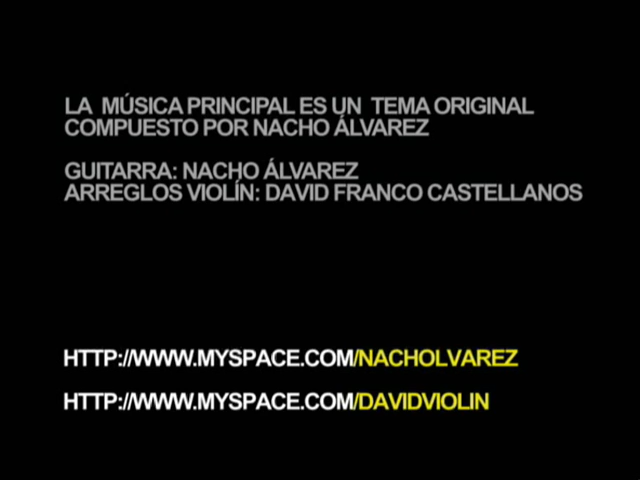 LA MÚSICA PRINCIPAL ES UN TEMA ORIGINAL
COMPUESTO POR NACHO ÁLVAREZ
GUITARRA: NACHO ÁLVAREZ
ARREGLOS VIOLÍN: DAVID FRANCO CASTELLANOS
HTTP://WWW.MYSPACE.COM/NACHOLVAREZ
HTTP://WWW.MYSPACE.COM/DAVIDVIOLIN